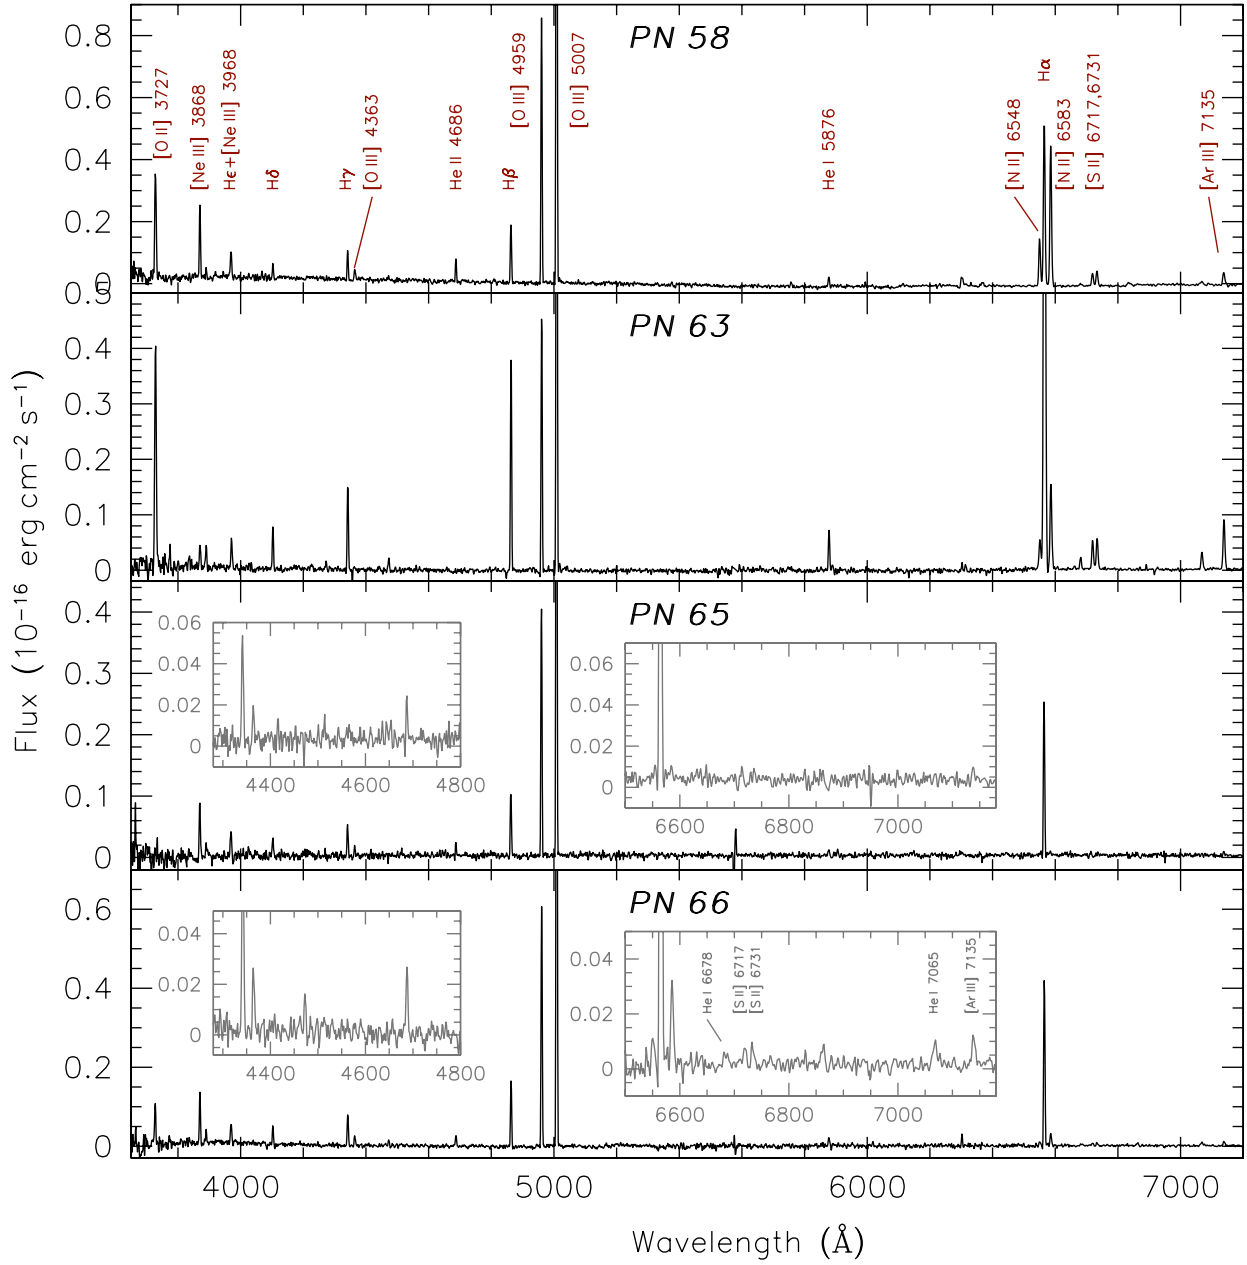 PN 58
0.8
0.6
0.4
0.2
0
[O II] 3727
[Ne III] 3868
Hϵ+[Ne III] 3968
Hδ
Hγ
[O III] 4363
He II 4686
Hβ
[O III] 4959
[O III] 5007
He I 5876
[N II] 6548
Hα
[N II] 6583
[S II] 6717,6731
[Ar III] 7135
PN 63
0.5
0.4
0.3
0.2
0.1
0
PN 65
0.4
0.3
0.2
0.1
0
0.06
0.04
0.02
0
4400
4600
4800
0.06
0.04
0.02
0
6600
6800
7000
PN 66
0.6
0.4
0.2
0
0.04
0.02
0
4400
4600
4800
0.04
0.02
0
He I 6678
[S II] 6717
[S II] 6731
He I 7065
[Ar III] 7135
6600
6800
7000
4000
5000
6000
7000
Wavelength (Å)
Flux (10⁻¹⁶ erg cm⁻² s⁻¹)